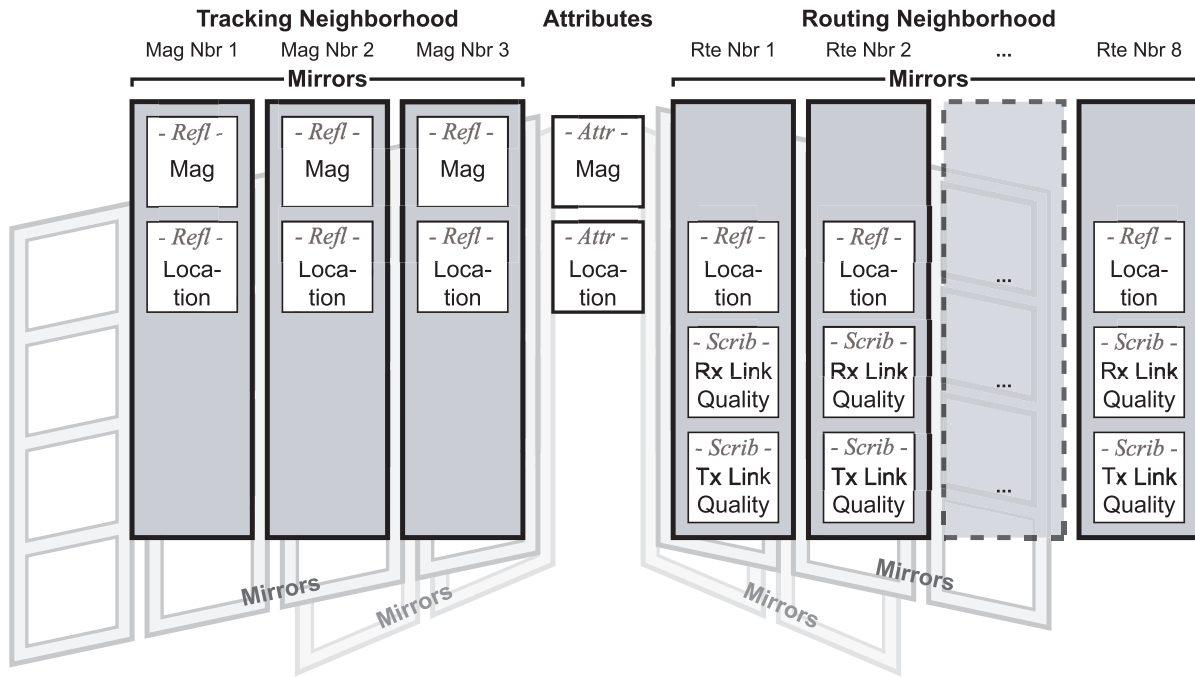 Tracking Neighborhood Attributes Routing Neighborhood
Mag Nbr 1 Mag Nbr 2 Mag Nbr 3 Rte Nbr 1 Rte Nbr 2 ... Rte Nbr 8
Mirrors Mirrors
- Refl - - Refl - - Refl - - Attr -
Mag Mag Mag Mag
- Refl - - Refl - - Refl - - Attr - - Refl - - Refl - - Refl -
Loca- Loca- Loca- Loca- Loca- Loca- ... Loca-
tion tion tion tion tion tion tion
- Scrib - - Scrib - - Scrib -
Rx Link Rx Link ... Rx Link
Quality Quality Quality
- Scrib - - Scrib - - Scrib -
Tx Link Tx Link ... Tx Link
Quality Quality Quality
Mirrors Mirrors
Mirrors Mirrors